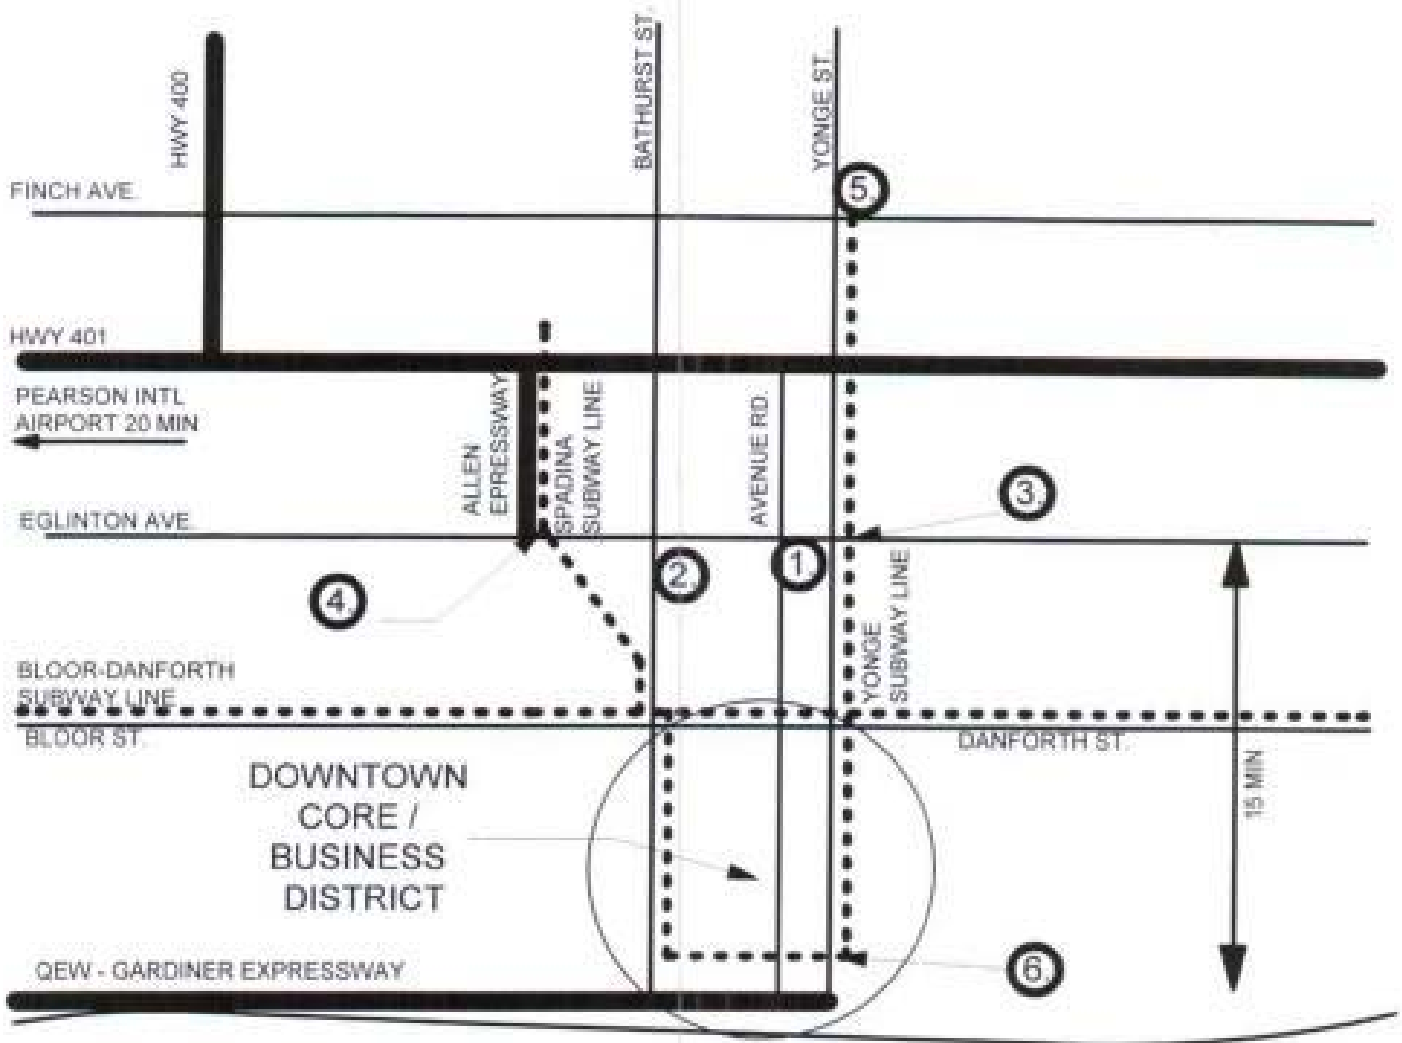 HWY 400
BATHURST ST.
YONGE ST.
FINCH AVE.
5.
HWY 401
PEARSON INTL
AIRPORT 20 MIN
ALLEN
EPRESSWAY
SPADINA
SUBWAY LINE
AVENUE RD.
3.
EGLINTON AVE.
4.
2.
1.
YONGE
SUBWAY LINE
BLOOR-DANFORTH
SUBWAY LINE
BLOOR ST.
DANFORTH ST.
15 MIN
DOWNTOWN
CORE /
BUSINESS
DISTRICT
QEW - GARDINER EXPRESSWAY
6.